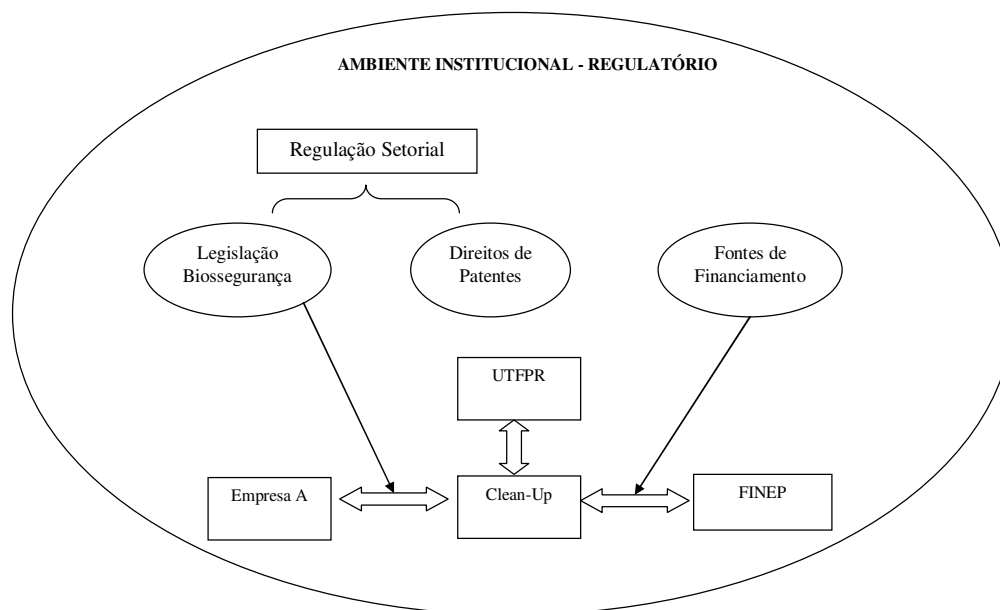 AMBIENTE INSTITUCIONAL - REGULATÓRIO
Regulação Setorial
Legislação
Biossegurança
Direitos de
Patentes
Fontes de
Financiamento
UTFPR
Empresa A
Clean-Up
FINEP